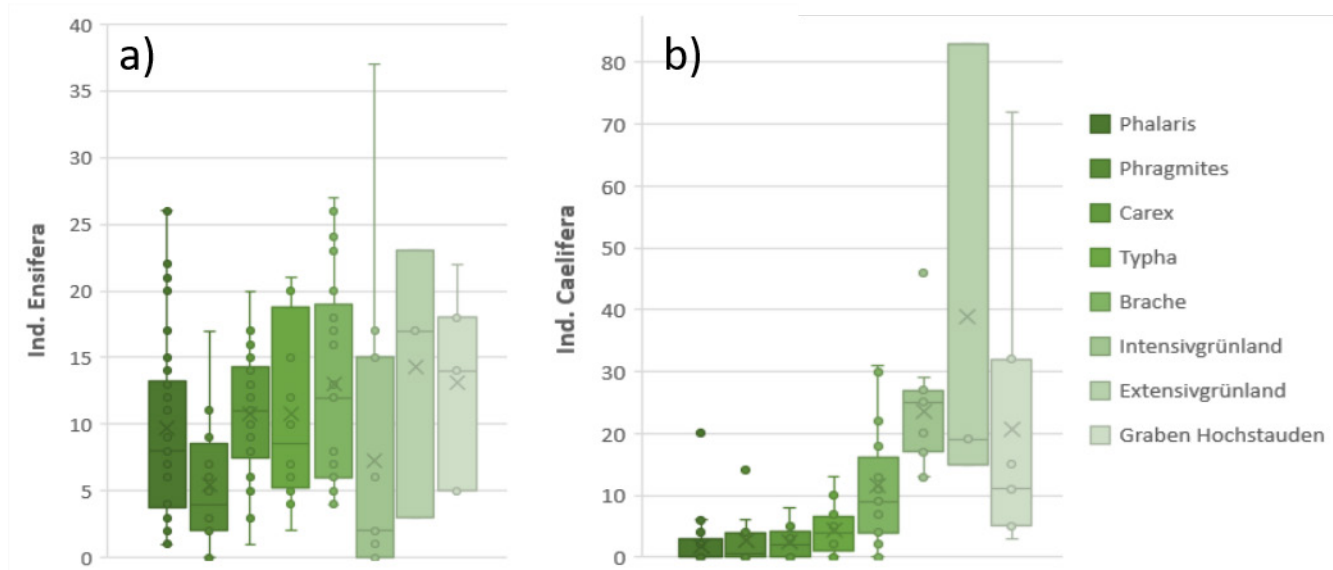 a)
Ind. Ensifera
40
35
30
25
20
15
10
5
0
b)
Ind. Caelifera
80
70
60
50
40
30
20
10
0
Phalaris
Phragmites
Carex
Typha
Brache
Intensivgrünland
Extensivgrünland
Graben Hochstauden